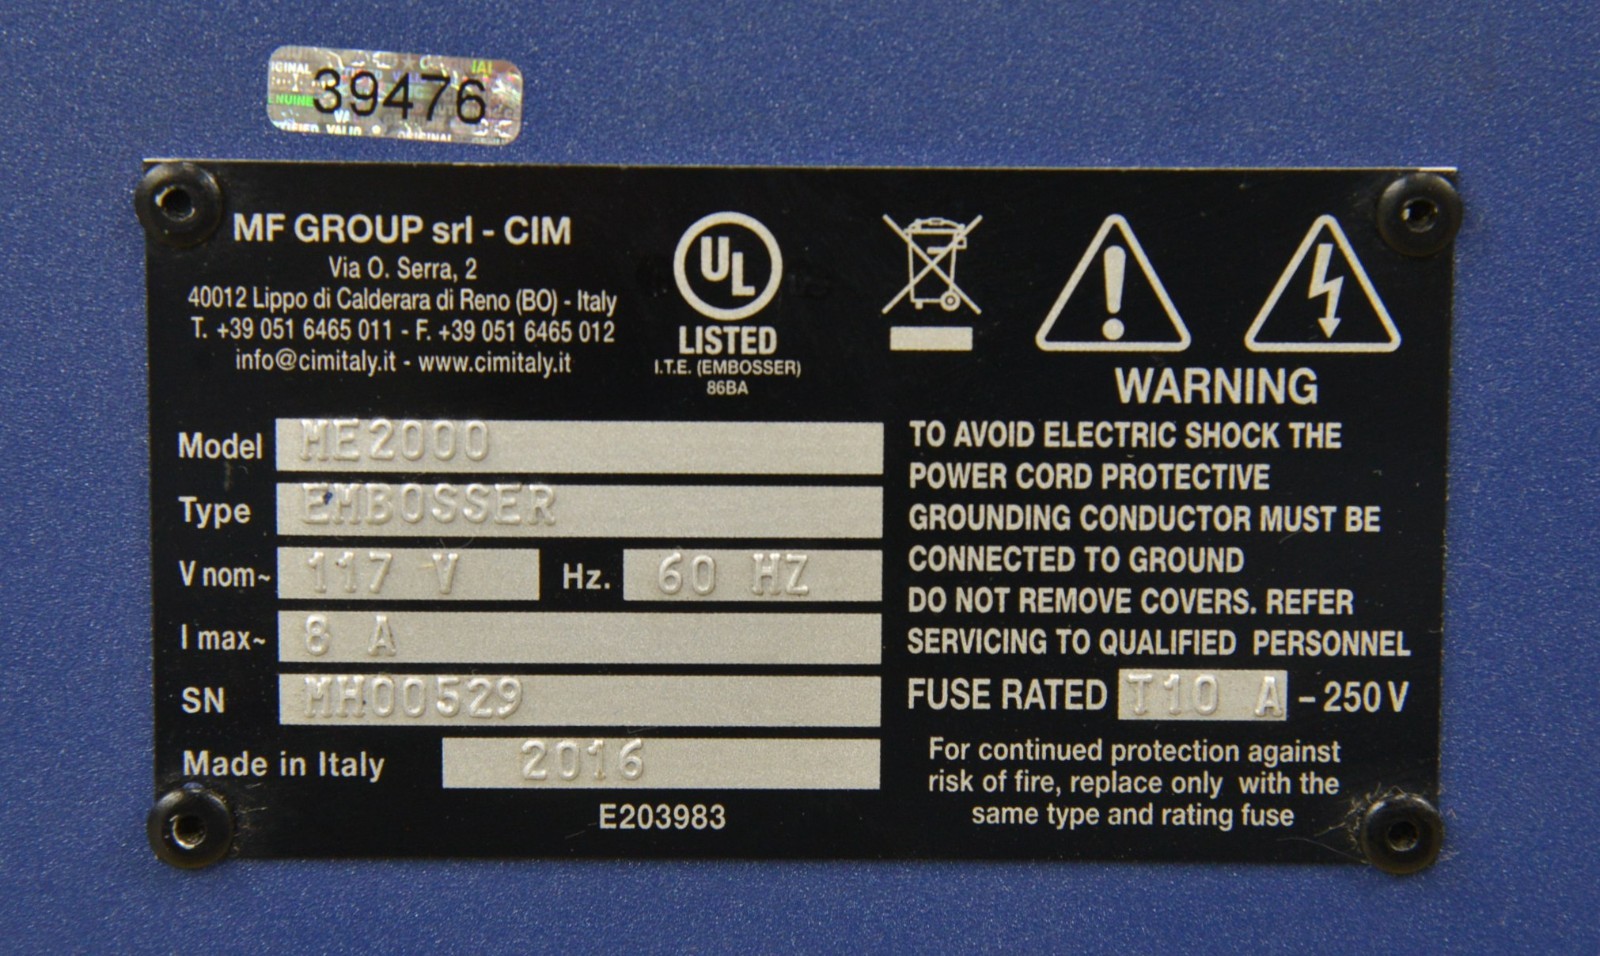 39476
MF GROUP srl - CIM
Via O. Serra, 2
40012 Lippo di Calderara di Reno (BO) - Italy
T. +39 051 6465 011 - F. +39 051 6465 012
info@cimitaly.it - www.cimitaly.it
UL
LISTED
I.T.E. (EMBOSSER)
86BA
WARNING
Model ME2000
Type EMBOSSER
V nom~ 117 V Hz. 60 HZ
I max~ 8 A
SN MH00529
Made in Italy 2016
E203983
TO AVOID ELECTRIC SHOCK THE
POWER CORD PROTECTIVE
GROUNDING CONDUCTOR MUST BE
CONNECTED TO GROUND
DO NOT REMOVE COVERS. REFER
SERVICING TO QUALIFIED PERSONNEL
FUSE RATED T10 A - 250 V
For continued protection against
risk of fire, replace only with the
same type and rating fuse